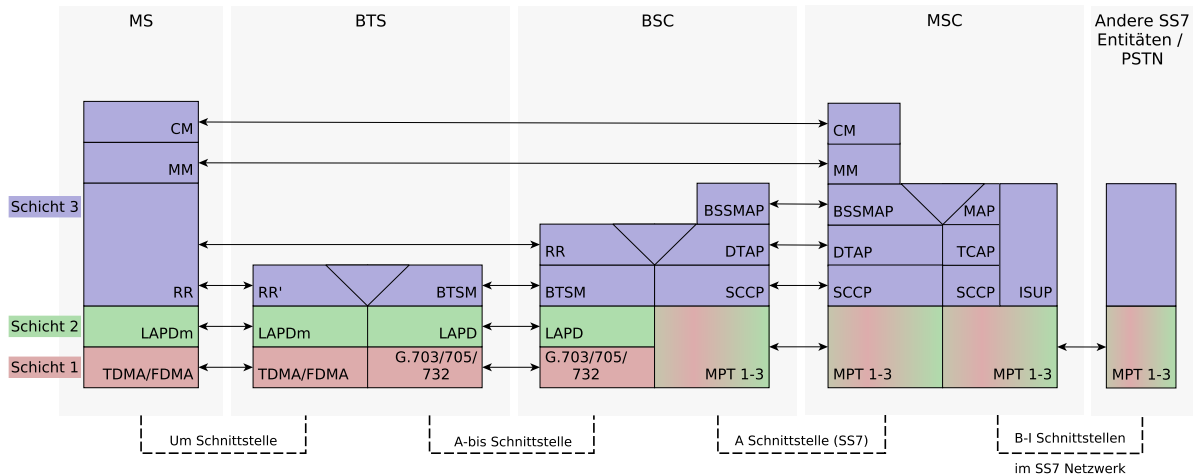 MS
BTS
BSC
MSC
Andere SS7
Entitäten /
PSTN
CM
CM
MM
MM
Schicht 3
BSSMAP
BSSMAP
MAP
RR
DTAP
DTAP
TCAP
RR
RR'
BTSM
BTSM
SCCP
SCCP
SCCP
ISUP
Schicht 2
LAPDm
LAPDm
LAPD
LAPD
Schicht 1
TDMA/FDMA
TDMA/FDMA
G.703/705/
732
G.703/705/
732
MPT 1-3
MPT 1-3
MPT 1-3
MPT 1-3
Um Schnittstelle
A-bis Schnittstelle
A Schnittstelle (SS7)
B-I Schnittstellen
im SS7 Netzwerk